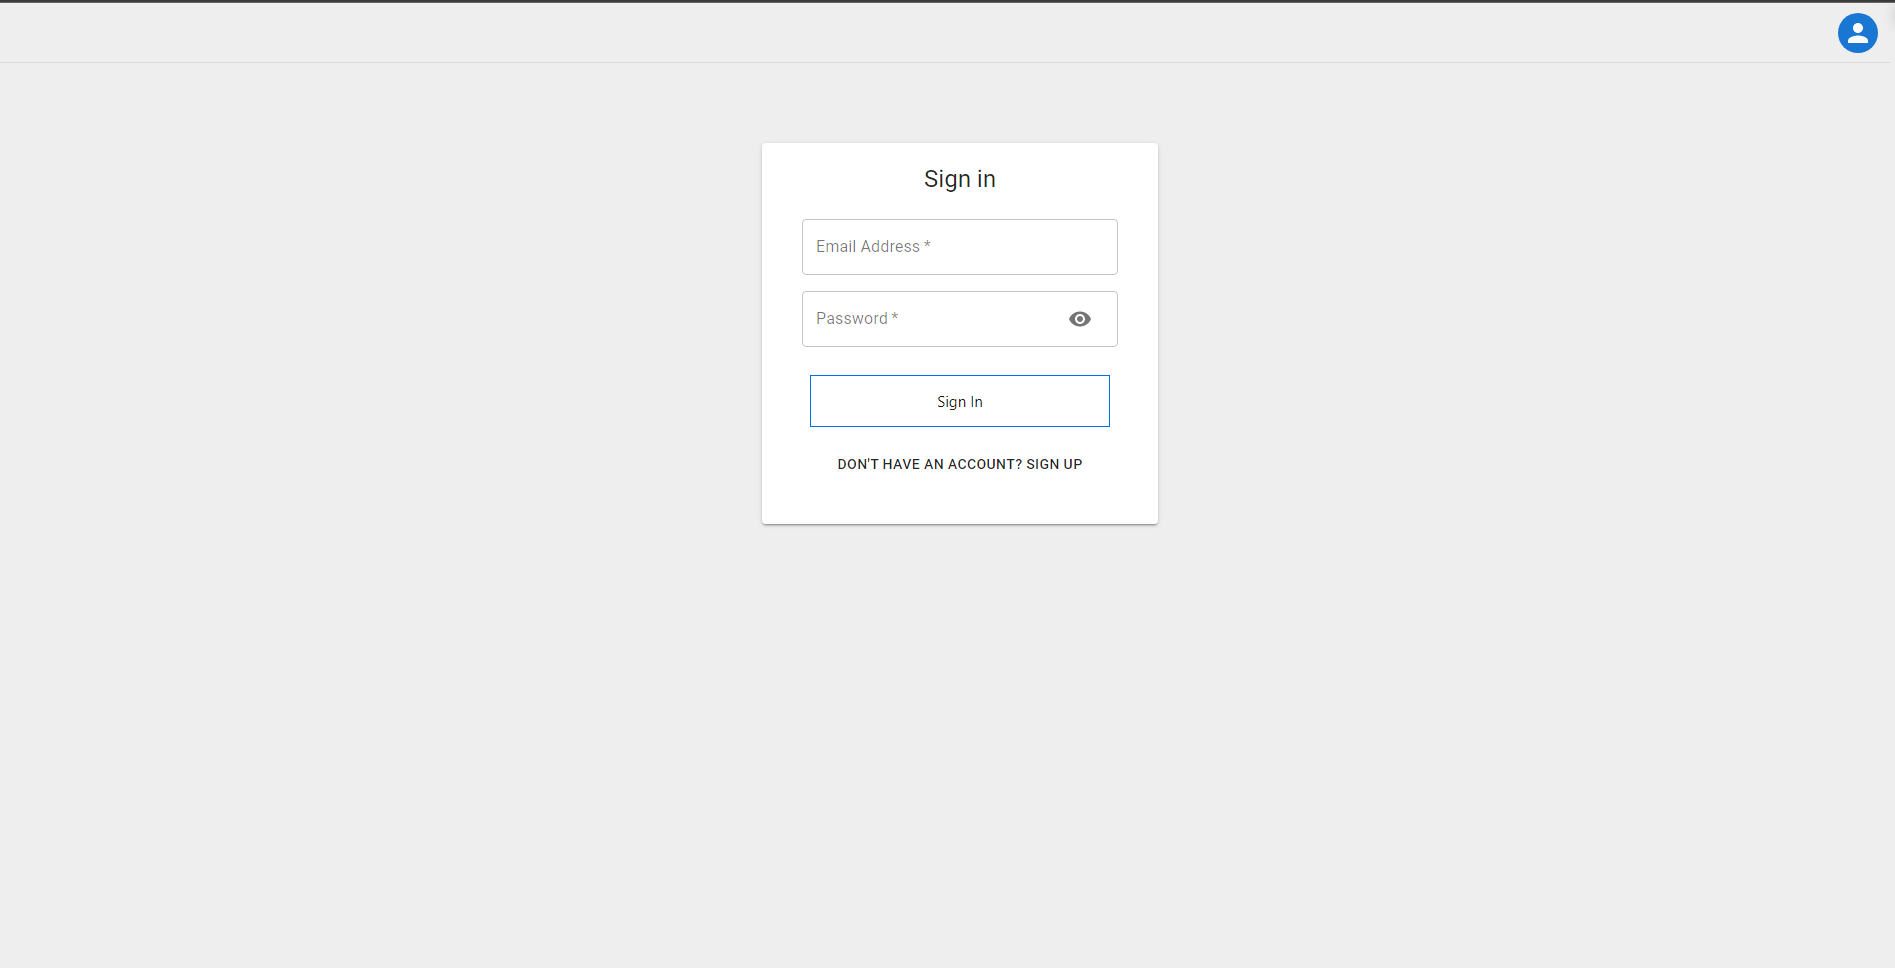 Sign in
Email Address *
Password *
Sign In
DON'T HAVE AN ACCOUNT? SIGN UP